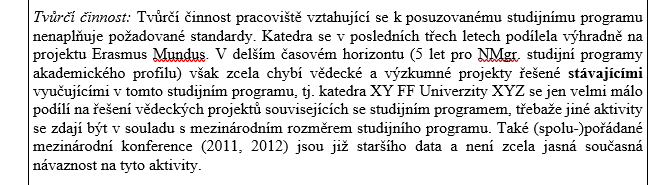 Tvůrčí činnost: Tvůrčí činnost pracoviště vztahující se k posuzovanému studijnímu programu
nenaplňuje požadované standardy. Katedra se v posledních třech letech podílela výhradně na
projektu Erasmus Mundus. V delším časovém horizontu (5 let pro NMgr. studijní programy
akademického profilu) však zcela chybí vědecké a výzkumné projekty řešené stávajícími
vyučujícími v tomto studijním programu, tj. katedra XY FF Univerzity XYZ se jen velmi málo
podílí na řešení vědeckých projektů souvisejících se studijním programem, třebaže jiné aktivity
se zdají být v souladu s mezinárodním rozměrem studijního programu. Také (spolu-)pořádané
mezinárodní konference (2011, 2012) jsou již staršího data a není zcela jasná současná
návaznost na tyto aktivity.